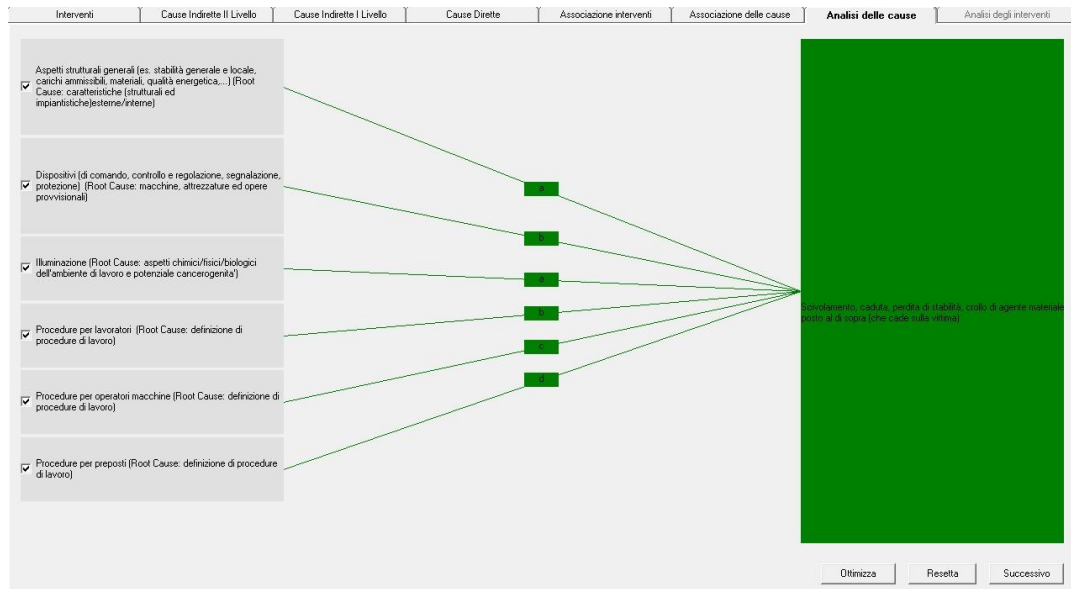 Interventi
Cause Indirette II Livello
Cause Indirette I Livello
Cause Dirette
Associazione interventi
Associazione delle cause
Analisi delle cause
Analisi degli interventi
Aspetti strutturali generali (es. stabilità generale e locale,
carichi ammissibili, materiali, qualità energetica,...) (Root
Cause: caratteristiche (strutturali ed
impiantistiche)esterne/interne)
Dispositivi (di comando, controllo e regolazione, segnalazione,
protezione) (Root Cause: macchine, attrezzature ed opere
provvisionali)
Illuminazione (Root Cause: aspetti chimici/fisici/biologici
dell'ambiente di lavoro e potenziale cancerogenita')
Procedure per lavoratori (Root Cause: definizione di
procedure di lavoro)
Procedure per operatori macchine (Root Cause: definizione di
procedure di lavoro)
Procedure per preposti (Root Cause: definizione di procedure
di lavoro)
a
b
a
b
c
d
Scivolamento, caduta, perdita di stabilità, crollo di agente materiale
posto al di sopra (che cade sulla vittima)
Ottimizza
Resetta
Successivo